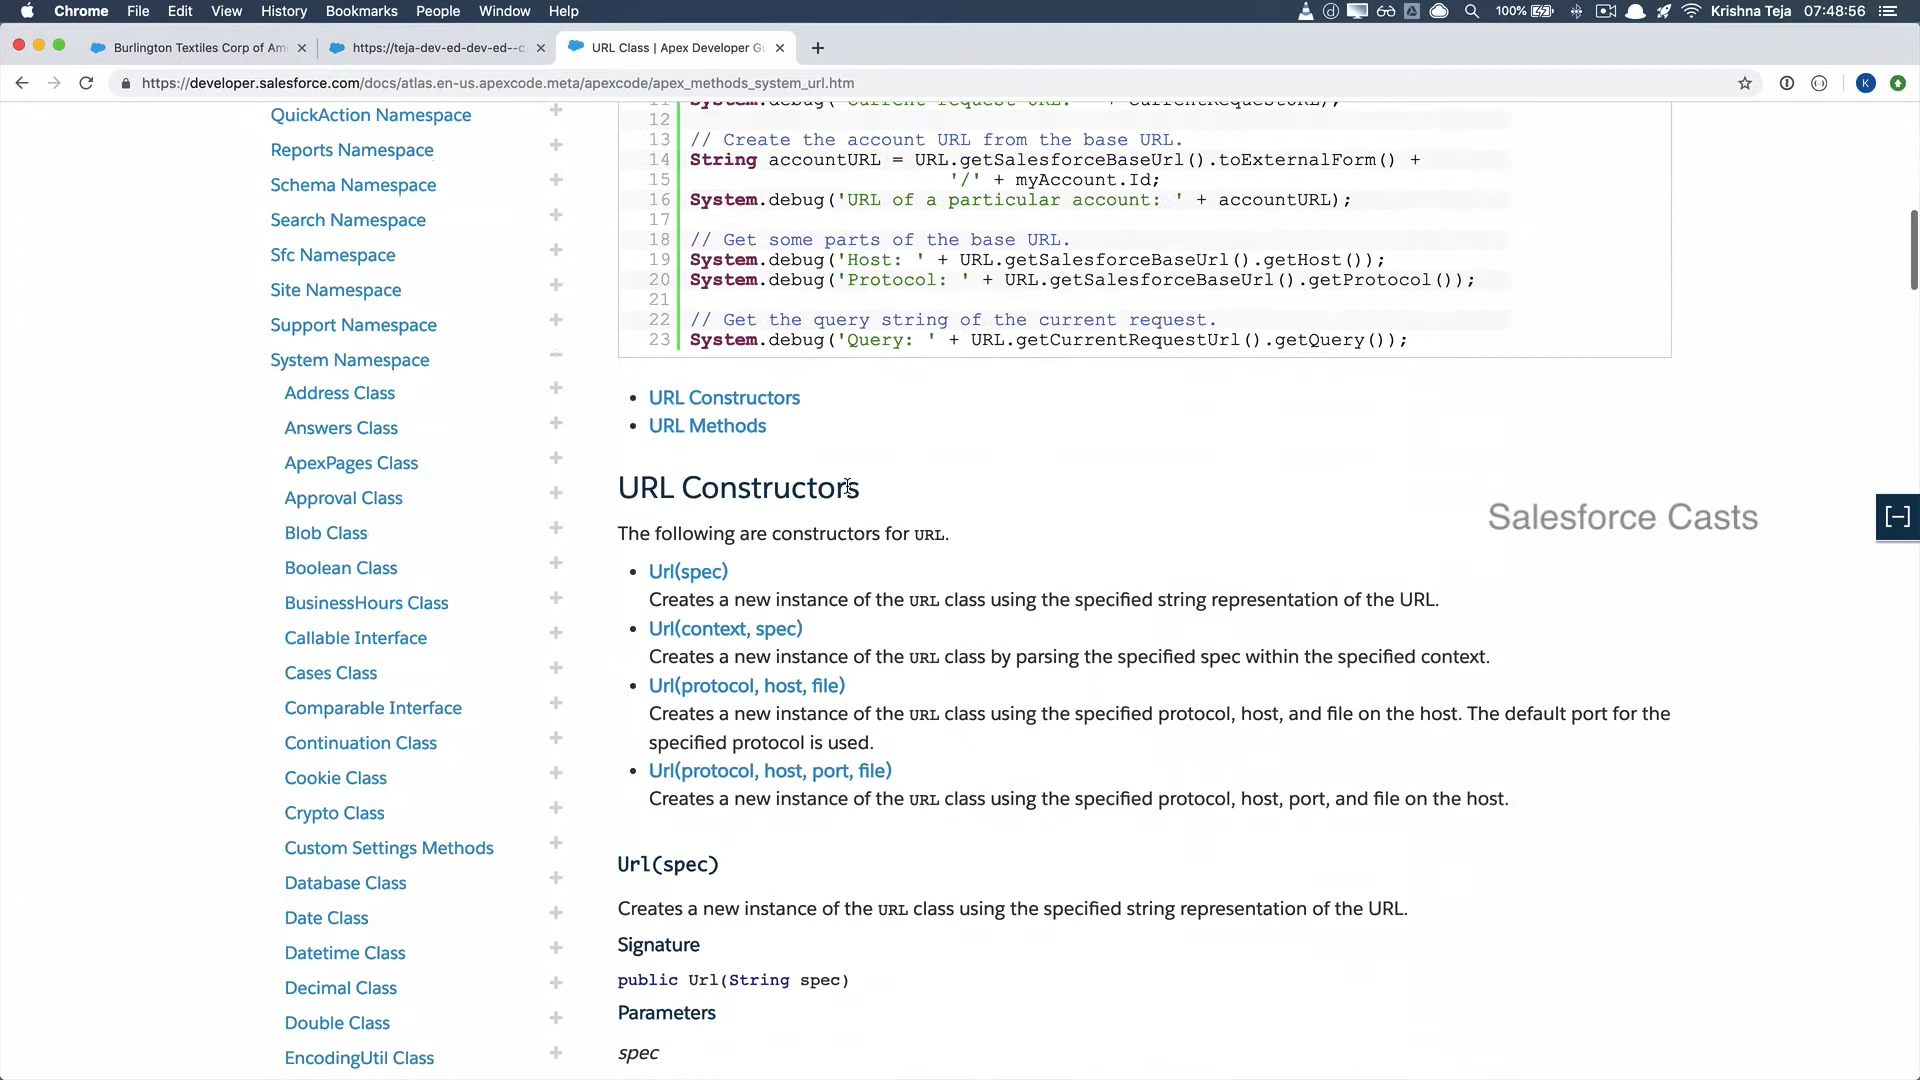 Chrome File Edit View History Bookmarks People Window Help 100% Krishna Teja 07:48:56
Burlington Textiles Corp of Am https://teja-dev-ed-dev-ed--c URL Class | Apex Developer Gu
https://developer.salesforce.com/docs/atlas.en-us.apexcode.meta/apexcode/apex_methods_system_url.htm
QuickAction Namespace
Reports Namespace
Schema Namespace
Search Namespace
Sfc Namespace
Site Namespace
Support Namespace
System Namespace
Address Class
Answers Class
ApexPages Class
Approval Class
Blob Class
Boolean Class
BusinessHours Class
Callable Interface
Cases Class
Comparable Interface
Continuation Class
Cookie Class
Crypto Class
Custom Settings Methods
Database Class
Date Class
Datetime Class
Decimal Class
Double Class
EncodingUtil Class
11 System.debug('Current request URL: ' + CurrentRequestURL);
12
13 // Create the account URL from the base URL.
14 String accountURL = URL.getSalesforceBaseUrl().toExternalForm() +
15 '/' + myAccount.Id;
16 System.debug('URL of a particular account: ' + accountURL);
17
18 // Get some parts of the base URL.
19 System.debug('Host: ' + URL.getSalesforceBaseUrl().getHost());
20 System.debug('Protocol: ' + URL.getSalesforceBaseUrl().getProtocol());
21
22 // Get the query string of the current request.
23 System.debug('Query: ' + URL.getCurrentRequestUrl().getQuery());
• URL Constructors
• URL Methods
URL Constructors
The following are constructors for URL.
• Url(spec)
Creates a new instance of the URL class using the specified string representation of the URL.
• Url(context, spec)
Creates a new instance of the URL class by parsing the specified spec within the specified context.
• Url(protocol, host, file)
Creates a new instance of the URL class using the specified protocol, host, and file on the host. The default port for the
specified protocol is used.
• Url(protocol, host, port, file)
Creates a new instance of the URL class using the specified protocol, host, port, and file on the host.
Url(spec)
Creates a new instance of the URL class using the specified string representation of the URL.
Signature
public Url(String spec)
Parameters
spec
Salesforce Casts
[–]